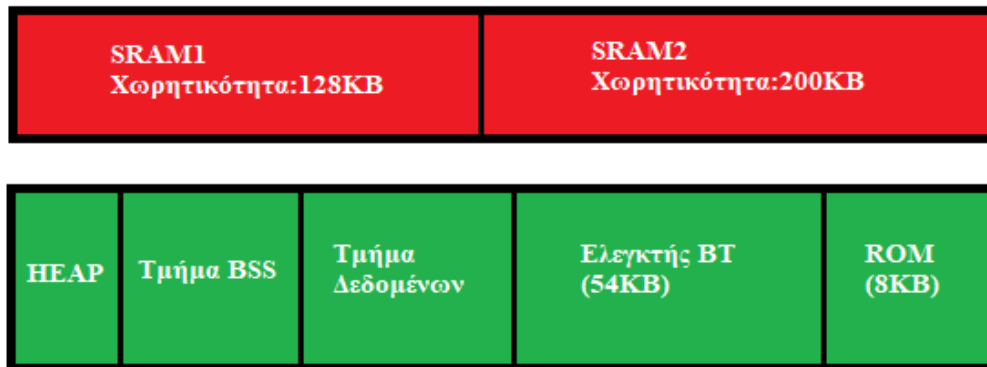 SRAM1
Χωρητικότητα:128KB
SRAM2
Χωρητικότητα:200KB
HEAP
Τμήμα BSS
Τμήμα
Δεδομένων
Ελεγκτής BT
(54KB)
ROM
(8KB)